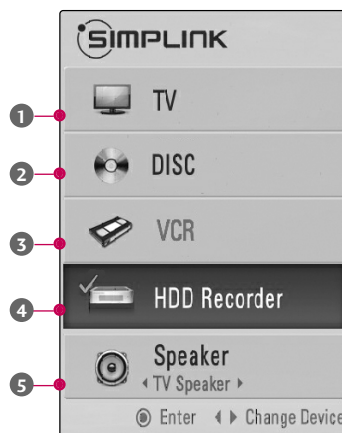 SIMPLINK
1 TV
2 DISC
3 VCR
4 HDD Recorder
5 Speaker
◂ TV Speaker ▸
◉ Enter ◂ ▸ Change Device